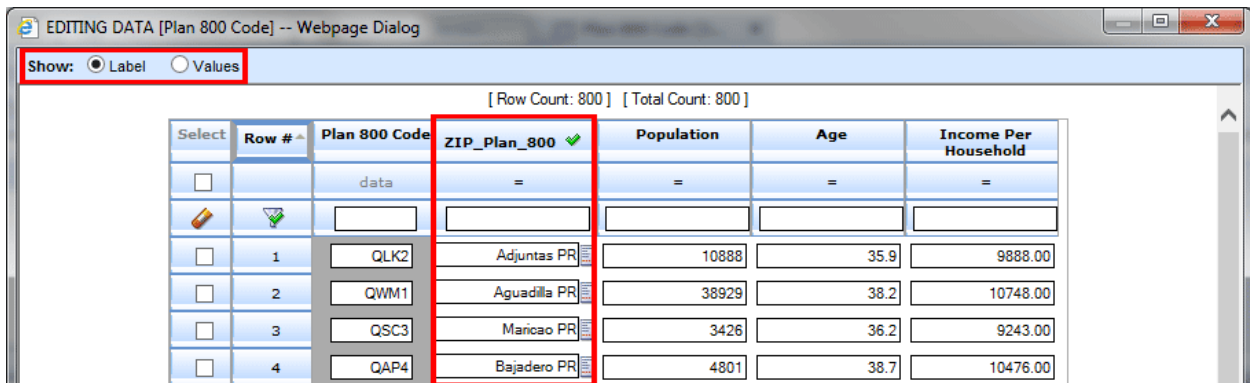 EDITING DATA [Plan 800 Code] -- Webpage Dialog
Show: Label Values
[ Row Count: 800 ] [ Total Count: 800 ]
Select Row # Plan 800 Code ZIP_Plan_800 Population Age Income Per Household
data = = = =
1 QLK2 Adjuntas PR 10888 35.9 9888.00
2 QWM1 Aguadilla PR 38929 38.2 10748.00
3 QSC3 Maricao PR 3426 36.2 9243.00
4 QAP4 Bajadero PR 4801 38.7 10476.00